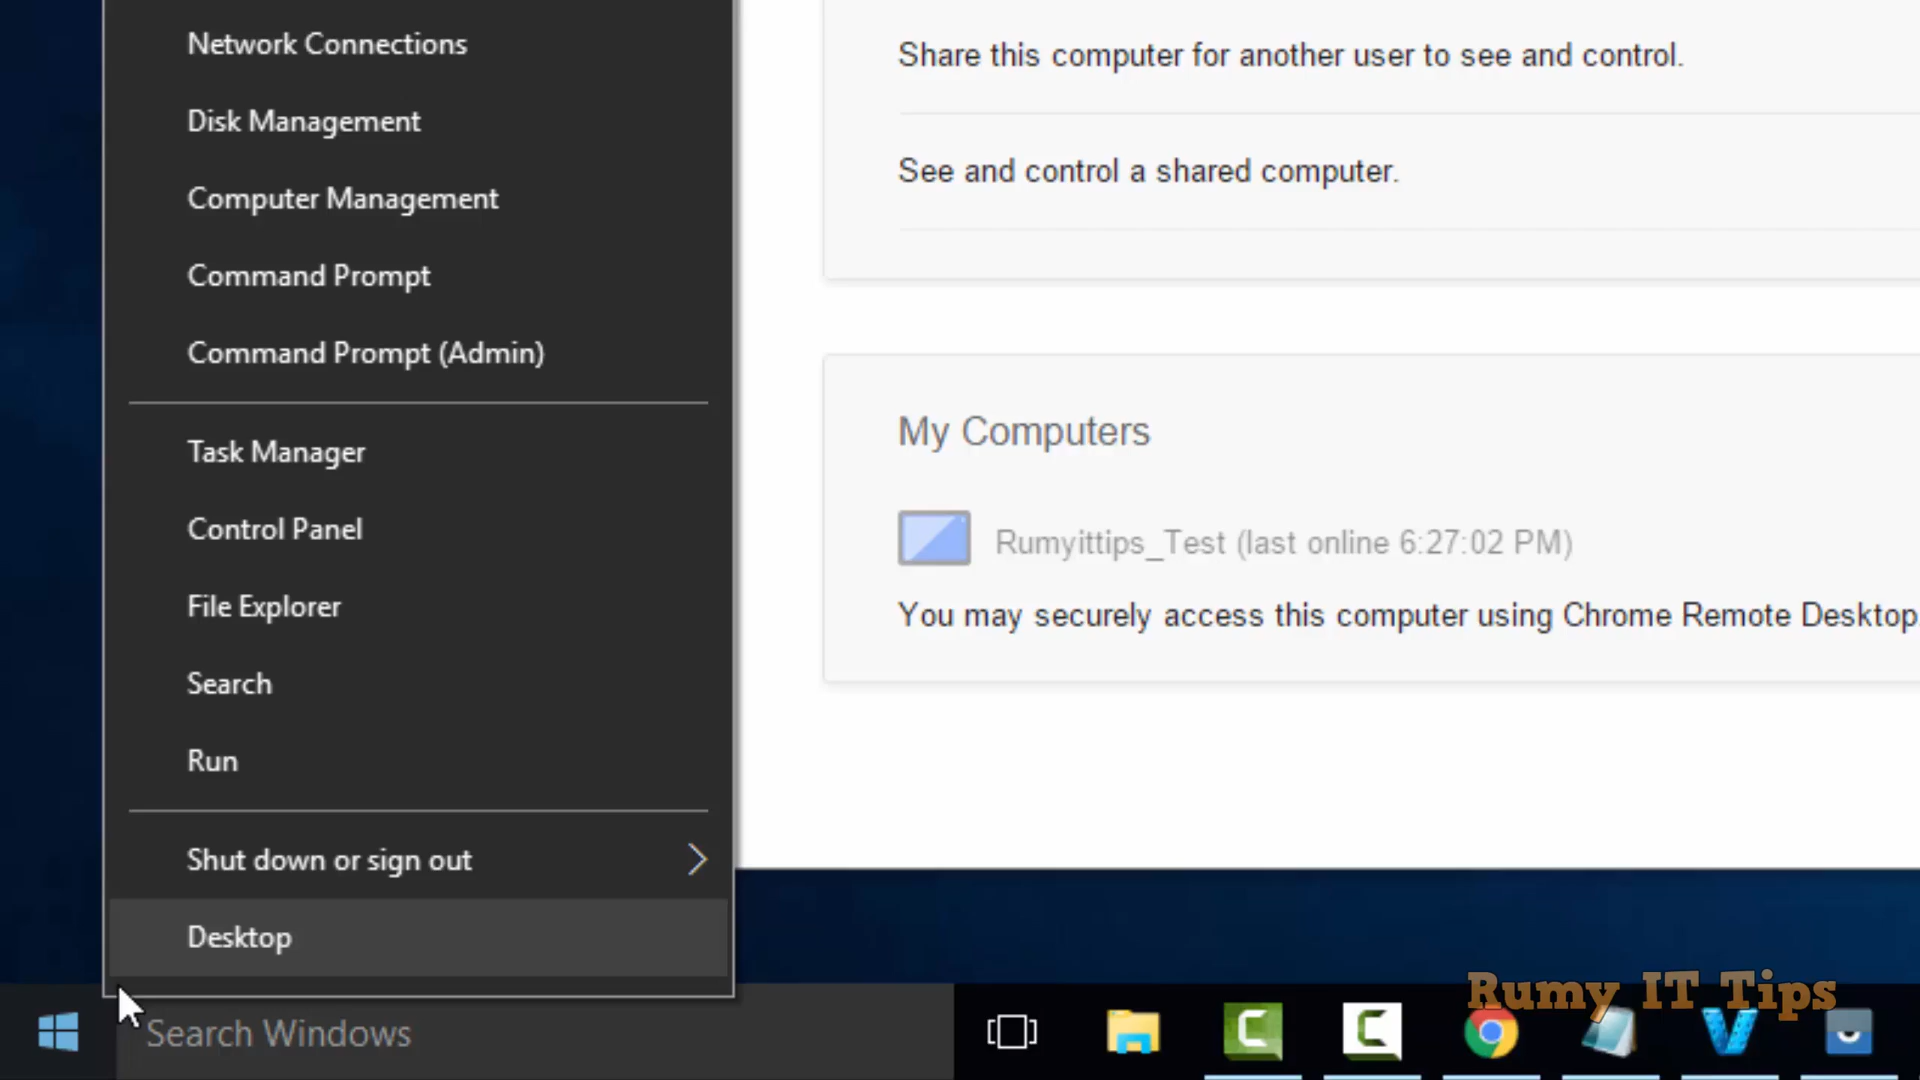 Network Connections
Disk Management
Computer Management
Command Prompt
Command Prompt (Admin)
Task Manager
Control Panel
File Explorer
Search
Run
Shut down or sign out
Desktop
Search Windows
Share this computer for another user to see and control.
See and control a shared computer.
My Computers
Rumyittips_Test (last online 6:27:02 PM)
You may securely access this computer using Chrome Remote Desktop
Rumy IT Tips